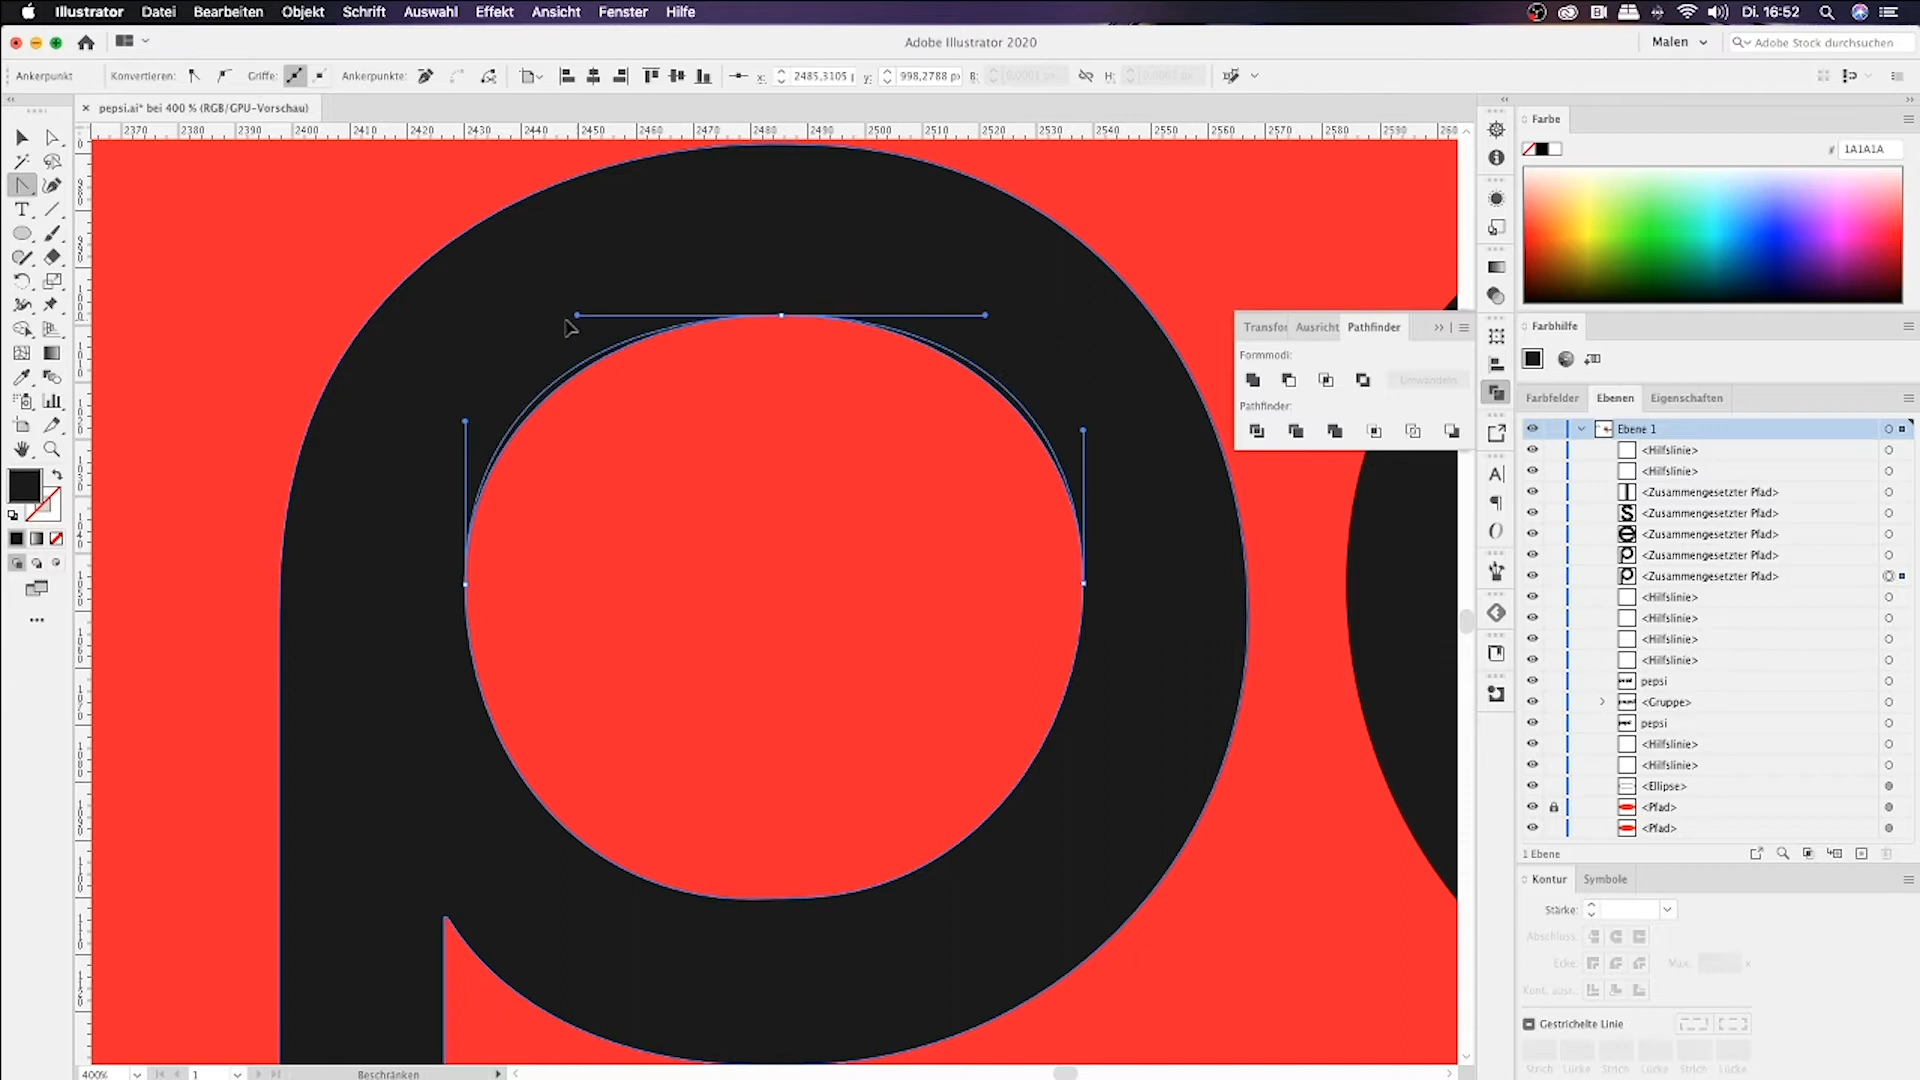 Illustrator Datei Bearbeiten Objekt Schrift Auswahl Effekt Ansicht Fenster Hilfe Di. 16:52
Adobe Illustrator 2020 Malen Adobe Stock durchsuchen
Ankerpunkt Konvertieren: Griffe: Ankerpunkte: x: 2485,3105 y: 998,2788 px B: H:
× pepsi.ai* bei 400 % (RGB/GPU-Vorschau)
2370 2380 2390 2400 2410 2420 2430 2440 2450 2460 2470 2480 2490 2500 2510 2520 2530 2540 2550 2560 2570 2580 2590 260
Farbe
# 1A1A1A
Farbhilfe
Transfor Ausricht Pathfinder
Formmodi:
Umwandeln
Pathfinder:
Farbfelder Ebenen Eigenschaften
Ebene 1
<Hilfslinie>
<Hilfslinie>
<Zusammengesetzter Pfad>
<Zusammengesetzter Pfad>
<Zusammengesetzter Pfad>
<Zusammengesetzter Pfad>
<Zusammengesetzter Pfad>
<Hilfslinie>
<Hilfslinie>
<Hilfslinie>
<Hilfslinie>
pepsi
<Gruppe>
pepsi
<Hilfslinie>
<Hilfslinie>
<Ellipse>
<Pfad>
<Pfad>
1 Ebene
Kontur Symbole
Stärke:
Abschluss:
Ecke: Max.: x
Kont. ausr.:
Gestrichelte Linie
Strich Lücke Strich Lücke Strich Lücke
400% 1 Beschränken